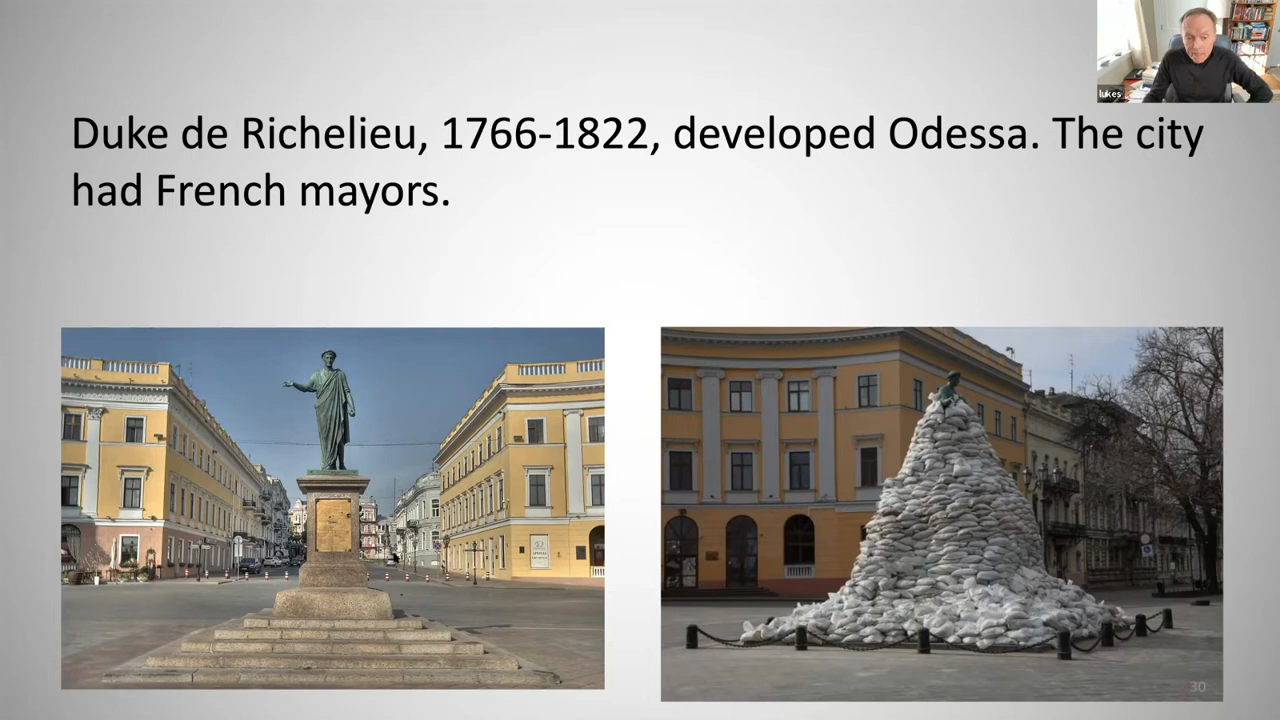 lukes
Duke de Richelieu, 1766-1822, developed Odessa. The city
had French mayors.
30